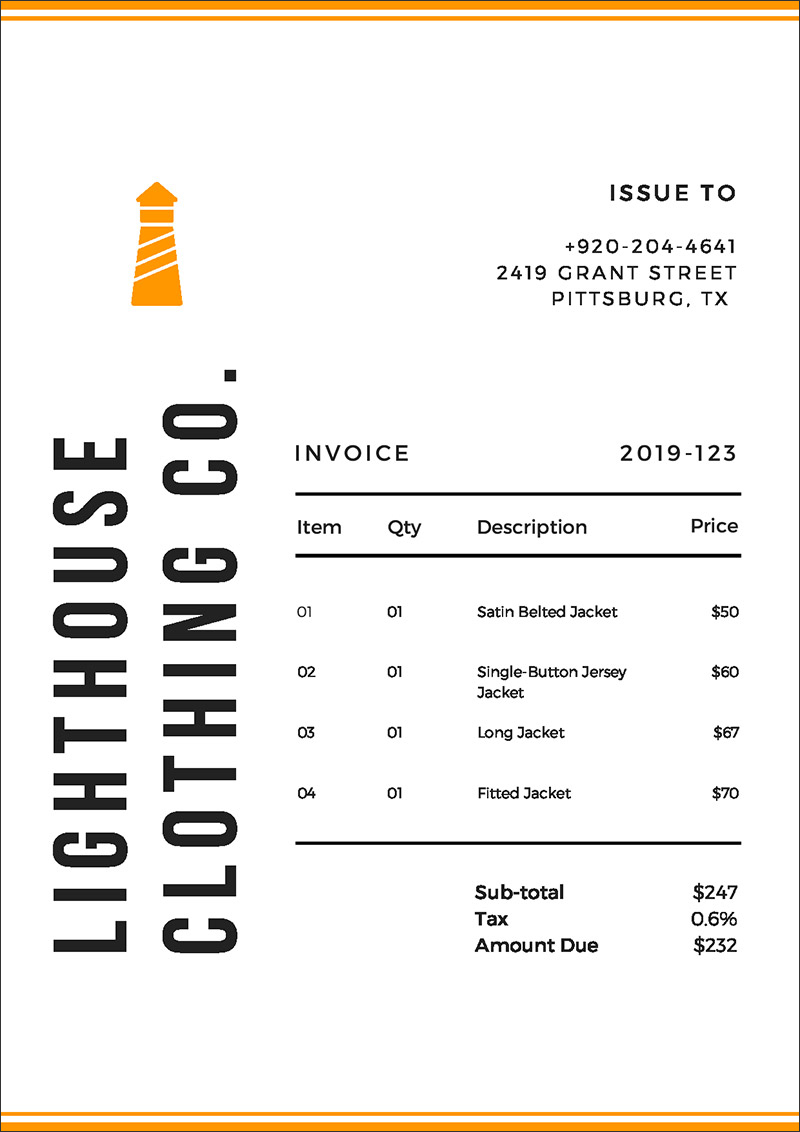 LIGHTHOUSE
CLOTHING CO.
ISSUE TO
+920-204-4641
2419 GRANT STREET
PITTSBURG, TX
INVOICE 2019-123
Item Qty Description Price
01 01 Satin Belted Jacket $50
02 01 Single-Button Jersey $60
Jacket
03 01 Long Jacket $67
04 01 Fitted Jacket $70
Sub-total $247
Tax 0.6%
Amount Due $232